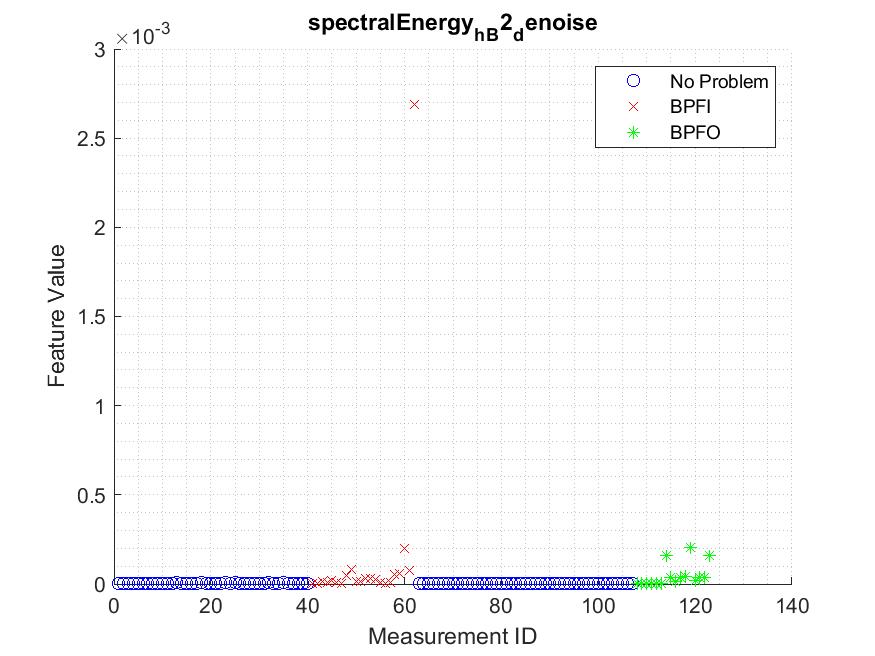 spectralEnergy_hB2_denoise
×10^-3
3
2.5
2
1.5
1
0.5
0
0 20 40 60 80 100 120 140
Feature Value
Measurement ID
No Problem
BPFI
BPFO